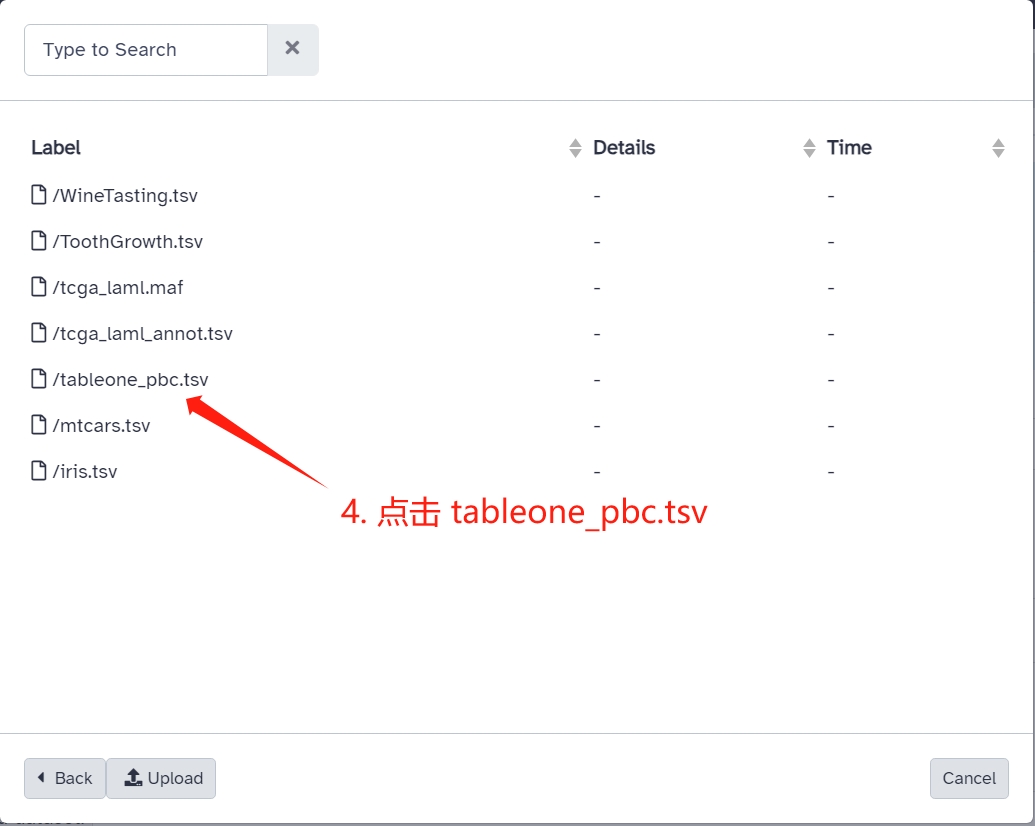 Type to Search
Label Details Time
/WineTasting.tsv - -
/ToothGrowth.tsv - -
/tcga_laml.maf - -
/tcga_laml_annot.tsv - -
/tableone_pbc.tsv - -
/mtcars.tsv - -
/iris.tsv - -
4. 点击 tableone_pbc.tsv
Back Upload Cancel